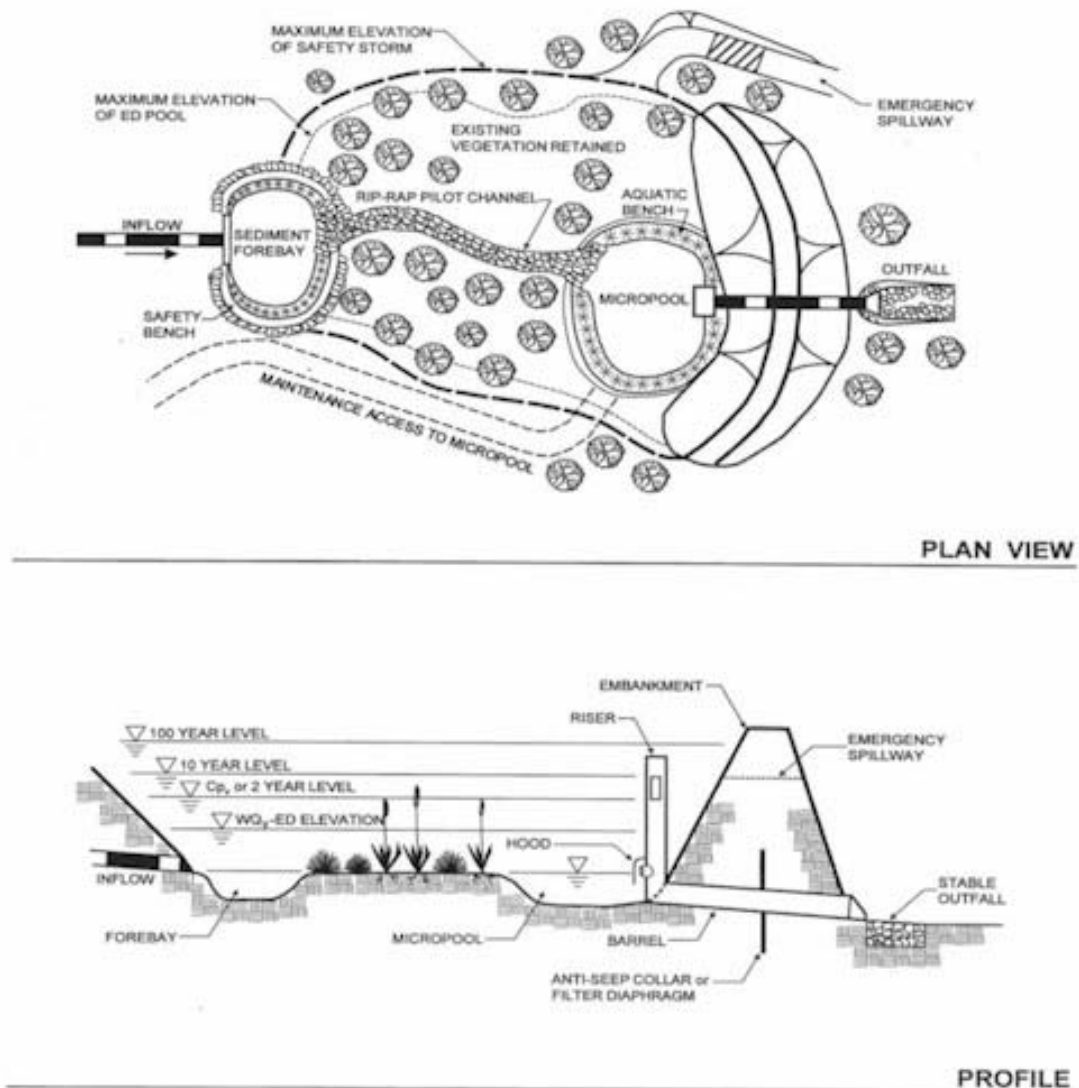 MAXIMUM ELEVATION
OF SAFETY STORM
MAXIMUM ELEVATION
OF ED POOL
EMERGENCY
SPILLWAY
EXISTING
VEGETATION RETAINED
RIP-RAP PILOT CHANNEL
AQUATIC
BENCH
INFLOW
SEDIMENT
FOREBAY
OUTFALL
MICROPOOL
SAFETY
BENCH
MAINTENANCE ACCESS TO MICROPOOL
PLAN VIEW
EMBANKMENT
RISER
100 YEAR LEVEL
EMERGENCY
SPILLWAY
10 YEAR LEVEL
Cpv or 2 YEAR LEVEL
WQv-ED ELEVATION
HOOD
INFLOW
STABLE
OUTFALL
FOREBAY
MICROPOOL
BARREL
ANTI-SEEP COLLAR or
FILTER DIAPHRAGM
PROFILE